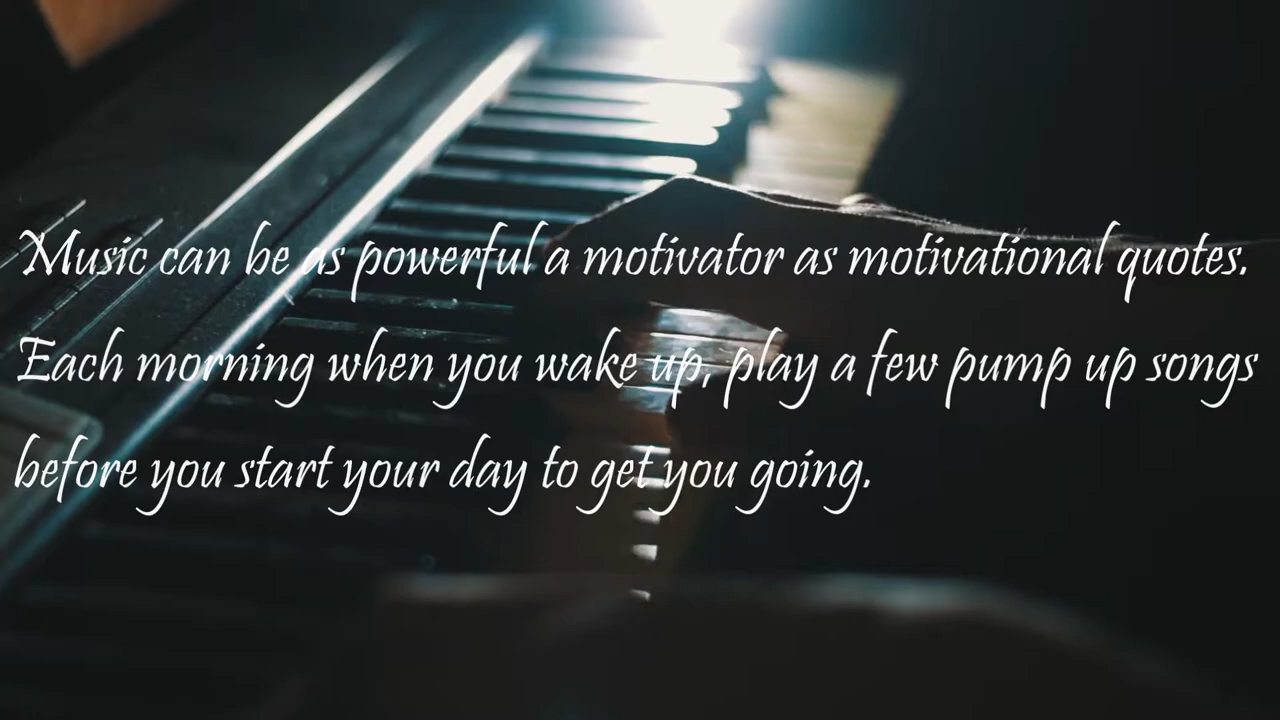 Music can be as powerful a motivator as motivational quotes.
Each morning when you wake up, play a few pump up songs
before you start your day to get you going.